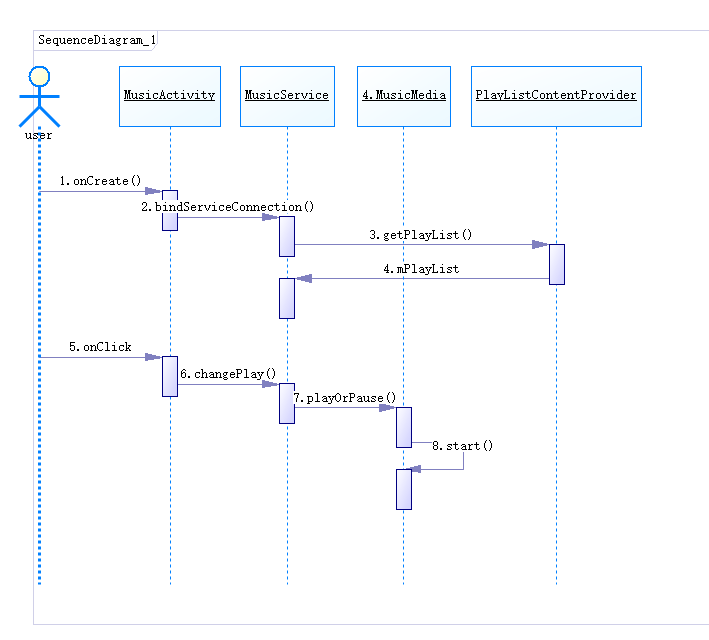 SequenceDiagram_1
MusicActivity
MusicService
4.MusicMedia
PlayListContentProvider
user
1.onCreate()
2.bindServiceConnection()
3.getPlayList()
4.mPlayList
5.onClick
6.changePlay()
7.playOrPause()
8.start()